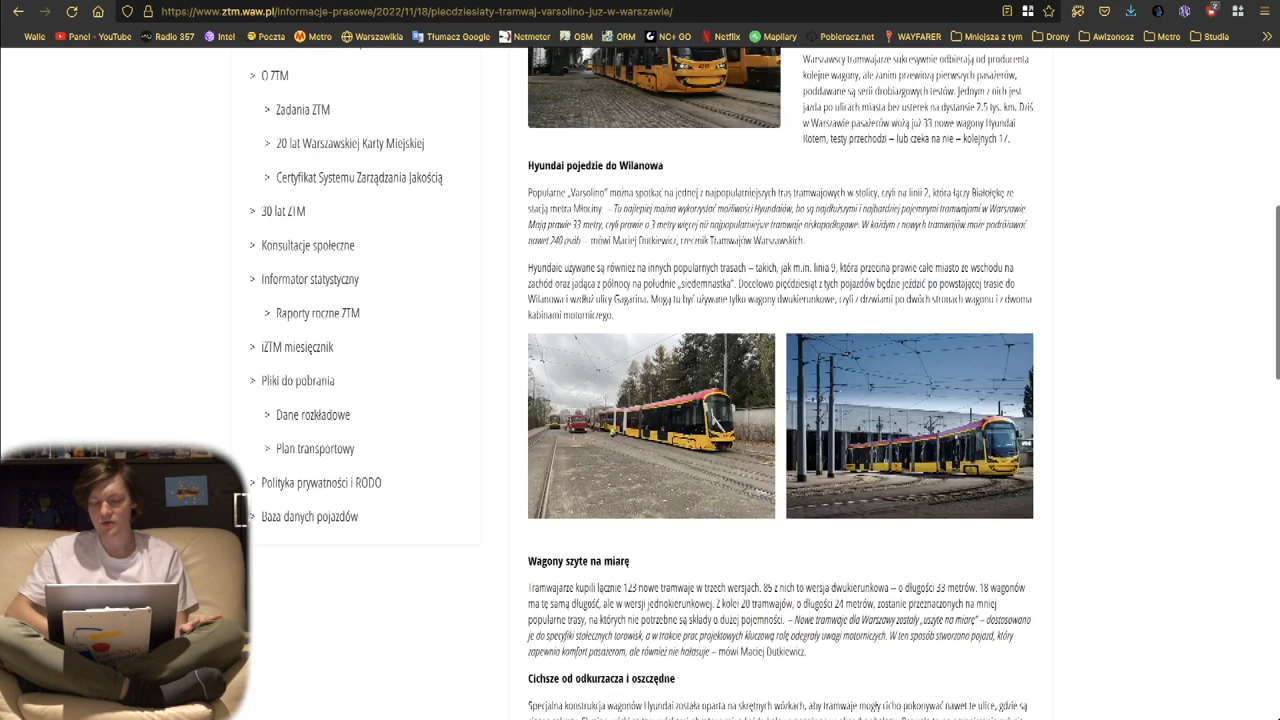 https://www.ztm.waw.pl/informacje-prasowe/2022/11/18/piecdziesiaty-tramwaj-varsolino-juz-w-warszawie/
Walle Panel - YouTube Radio 357 Intel Poczta Metro Warszawikia Tłumacz Google Netmeter OSM ORM NC+ GO Netflix Mapilary Pobieracz.net WAYFARER Mniejsza z tym Drony Awizonosz Metro Studia
> O ZTM
> Zadania ZTM
> 20 lat Warszawskiej Karty Miejskiej
> Certyfikat Systemu Zarządzania Jakością
> 30 lat ZTM
> Konsultacje społeczne
> Informator statystyczny
> Raporty roczne ZTM
> iZTM miesięcznik
> Pliki do pobrania
> Dane rozkładowe
> Plan transportowy
> Polityka prywatności i RODO
> Baza danych pojazdów
Warszawscy tramwajarze sukcesywnie odbierają od producenta
kolejne wagony, ale zanim przewiozą pierwszych pasażerów,
poddawane są serii drobiazgowych testów. Jednym z nich jest
jazda po ulicach miasta bez usterek na dystansie 2,5 tys. km. Dziś
w Warszawie pasażerów wożą już 33 nowe wagony Hyundai
Rotem, testy przechodzi – lub czeka na nie – kolejnych 17.
Hyundai pojedzie do Wilanowa
Popularne „Varsolino” można spotkać na jednej z najpopularniejszych tras tramwajowych w stolicy, czyli na linii 2, która łączy Białołękę ze
stacją metra Młociny. – Tu najlepiej można wykorzystać możliwości Hyundaiów, bo są najdłuższymi i najbardziej pojemnymi tramwajami w Warszawie.
Mają prawie 33 metry, czyli prawie o 3 metry więcej niż najpopularniejsze tramwaje niskopodłogowe. W każdym z nowych tramwajów może podróżować
nawet 240 osób – mówi Maciej Dutkiewicz, rzecznik Tramwajów Warszawskich.
Hyundaie używane są również na innych popularnych trasach – takich, jak m.in. linia 9, która przecina prawie całe miasto ze wschodu na
zachód oraz jadąca z północy na południe „siedemnastka”. Docelowo pięćdziesiąt z tych pojazdów będzie jeździć po powstającej trasie do
Wilanowa i wzdłuż ulicy Gagarina. Mogą tu być używane tylko wagony dwukierunkowe, czyli z drzwiami po dwóch stronach wagonu i z dwoma
kabinami motorniczego.
Wagony szyte na miarę
Tramwajarze kupili łącznie 123 nowe tramwaje w trzech wersjach. 85 z nich to wersja dwukierunkowa – o długości 33 metrów. 18 wagonów
ma tę samą długość, ale w wersji jednokierunkowej. Z kolei 20 tramwajów, o długości 24 metrów, zostanie przeznaczonych na mniej
popularne trasy, na których nie potrzebne są składy o dużej pojemności. – Nowe tramwaje dla Warszawy zostały „uszyte na miarę” – dostosowano
je do specyfiki stołecznych torowisk, a w trakcie prac projektowych kluczową rolę odegrały uwagi motorniczych. W ten sposób stworzono pojazd, który
zapewnia komfort pasażerom, ale również nie hałasuje – mówi Maciej Dutkiewicz.
Cichsze od odkurzacza i oszczędne
Specjalna konstrukcja wagonów Hyundai została oparta na skrętnych wózkach, aby tramwaje mogły cicho pokonywać nawet te ulice, gdzie są